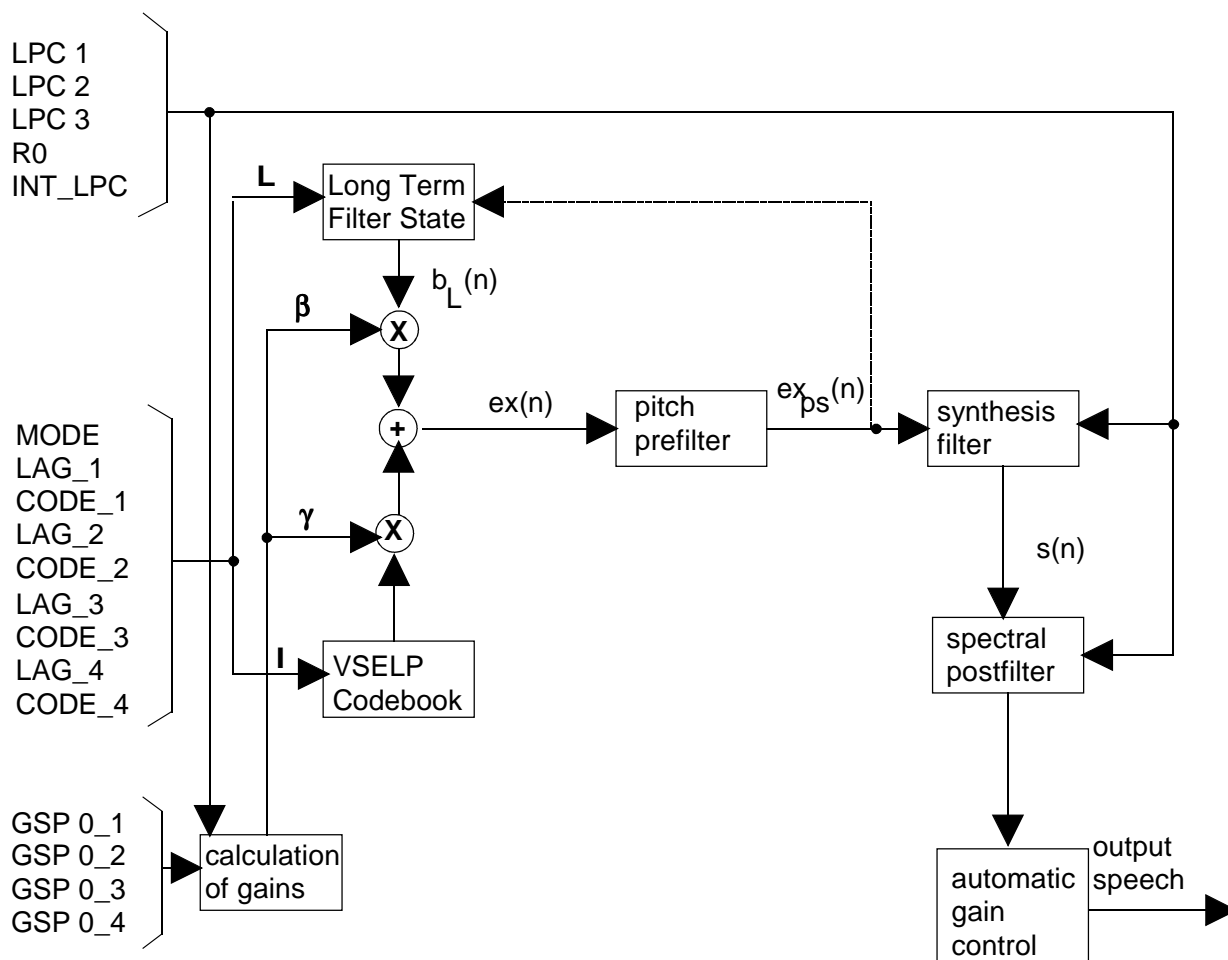 LPC 1
LPC 2
LPC 3
R0
INT_LPC
L
Long Term
Filter State
b_L(n)
β
X
MODE
LAG_1
CODE_1
LAG_2
CODE_2
LAG_3
CODE_3
LAG_4
CODE_4
+
ex(n)
pitch
prefilter
ex_ps(n)
synthesis
filter
γ
X
s(n)
I
VSELP
Codebook
spectral
postfilter
GSP 0_1
GSP 0_2
GSP 0_3
GSP 0_4
calculation
of gains
automatic
gain
control
output
speech